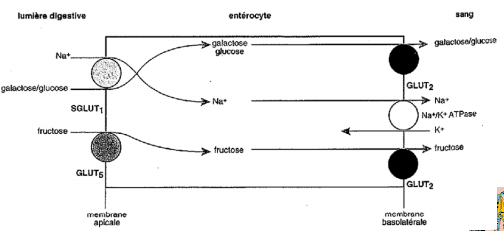 lumière digestive
entérocyte
sang
galactose/glucose
galactose
glucose
Na⁺
GLUT₂
galactose/glucose
Na⁺
Na⁺
SGLUT₁
Na⁺/K⁺ ATPase
K⁺
fructose
fructose
fructose
GLUT₅
GLUT₂
membrane
apicale
membrane
basolatérale